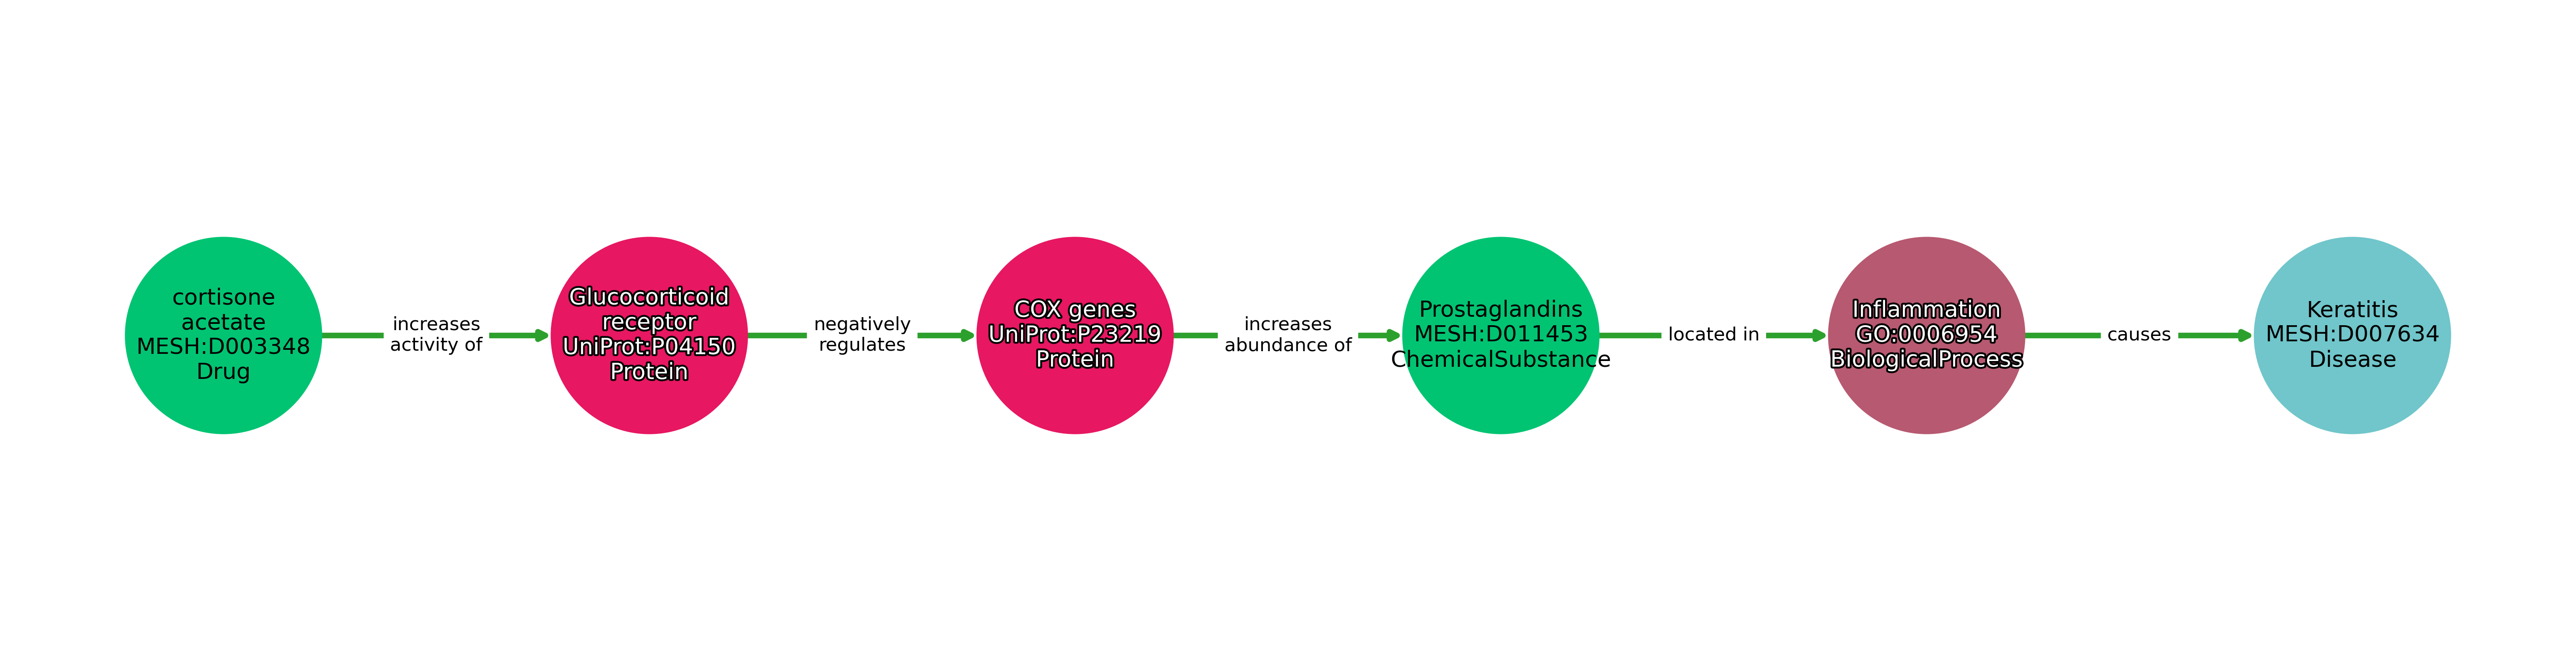 cortisone
acetate
MESH:D003348
Drug
increases
activity of
Glucocorticoid
receptor
UniProt:P04150
Protein
negatively
regulates
COX genes
UniProt:P23219
Protein
increases
abundance of
Prostaglandins
MESH:D011453
ChemicalSubstance
located in
Inflammation
GO:0006954
BiologicalProcess
causes
Keratitis
MESH:D007634
Disease